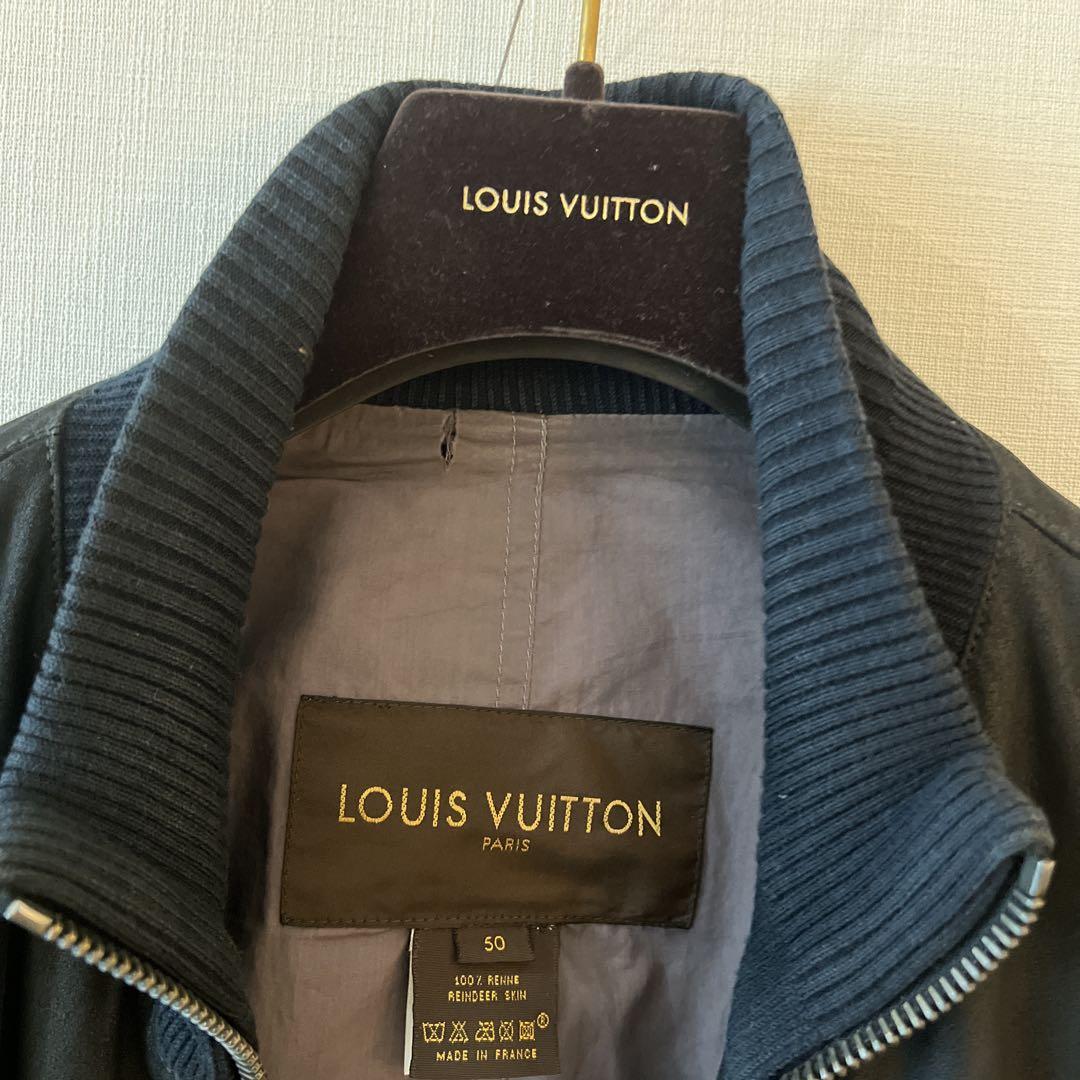 LOUIS VUITTON
LOUIS VUITTON
PARIS
50
100% RENNE
REINDEER SKIN
®
MADE IN FRANCE